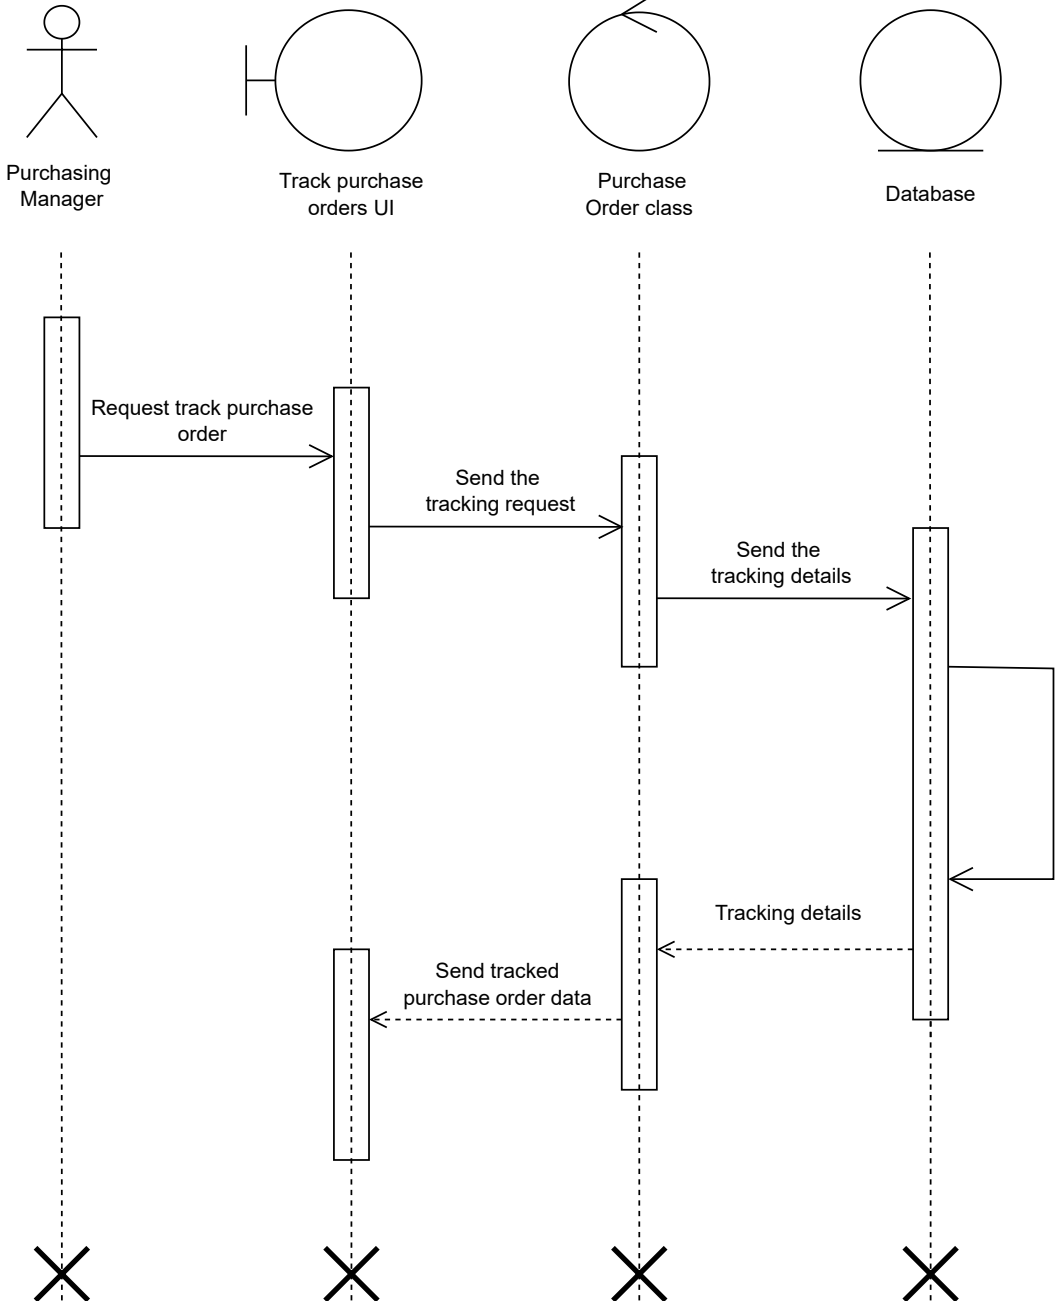 Purchasing
Manager
Track purchase
orders UI
Purchase
Order class
Database
Request track purchase
order
Send the
tracking request
Send the
tracking details
Tracking details
Send tracked
purchase order data